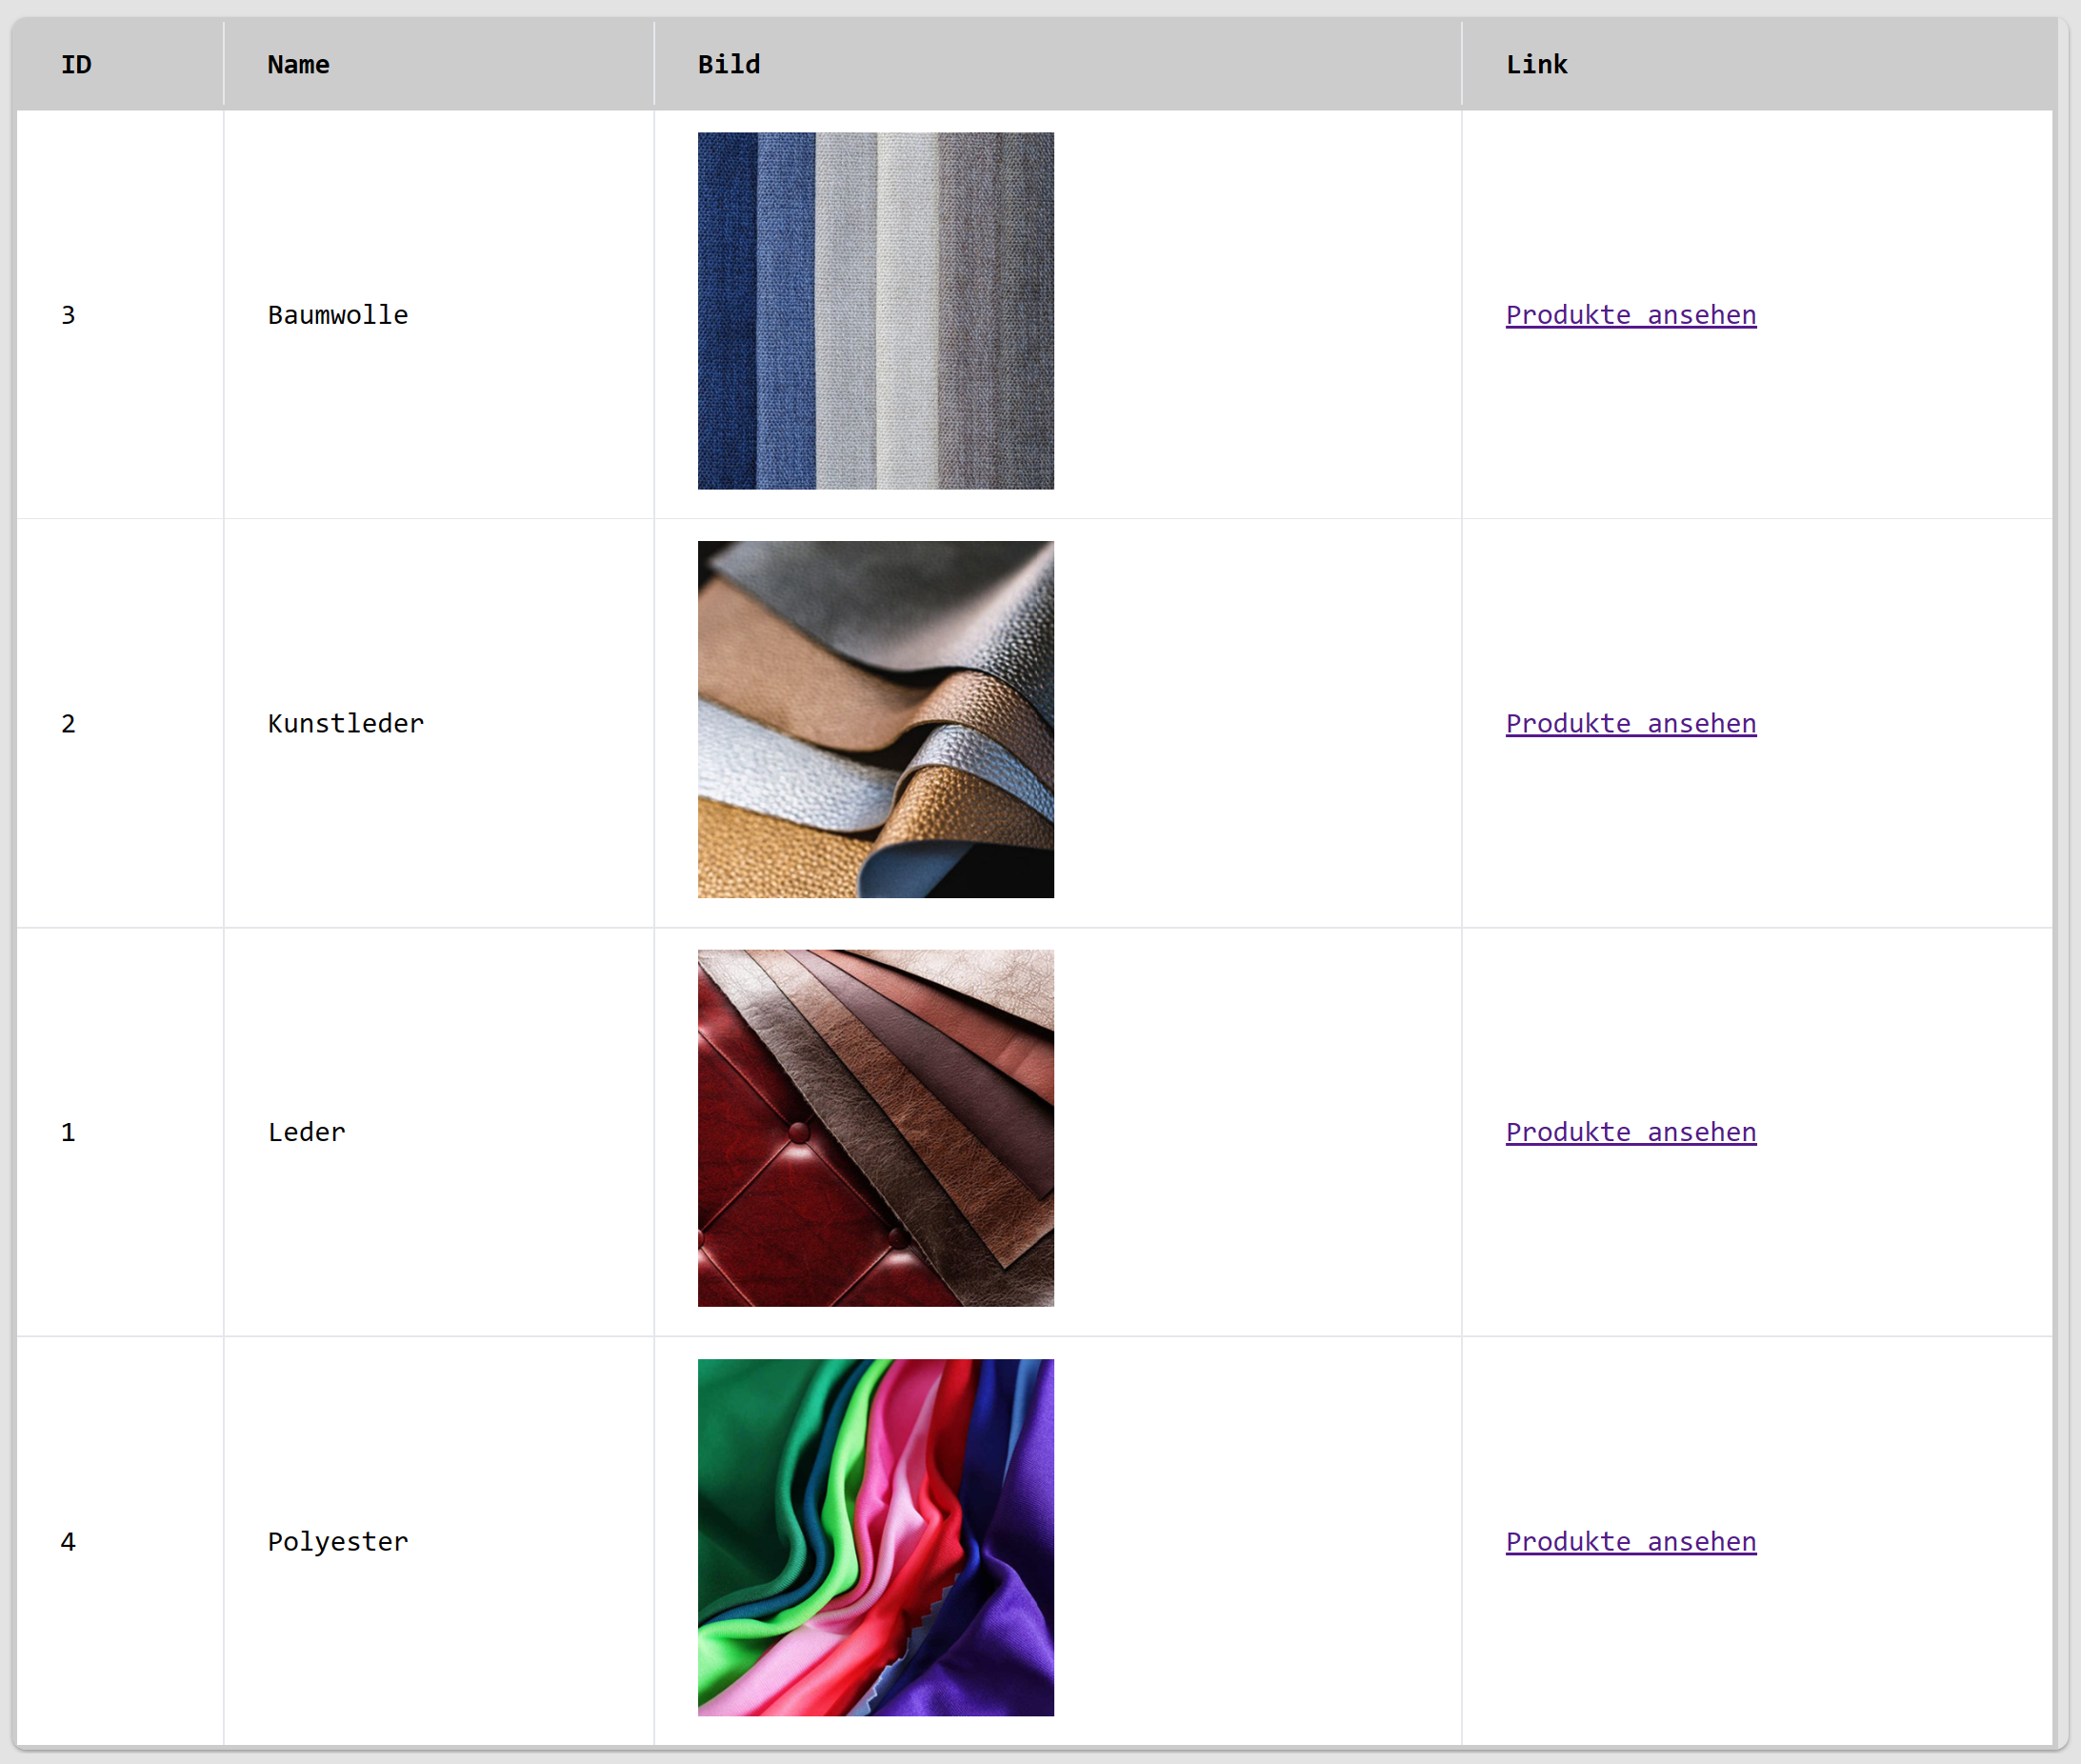 ID Name Bild Link
3 Baumwolle Produkte ansehen
2 Kunstleder Produkte ansehen
1 Leder Produkte ansehen
4 Polyester Produkte ansehen